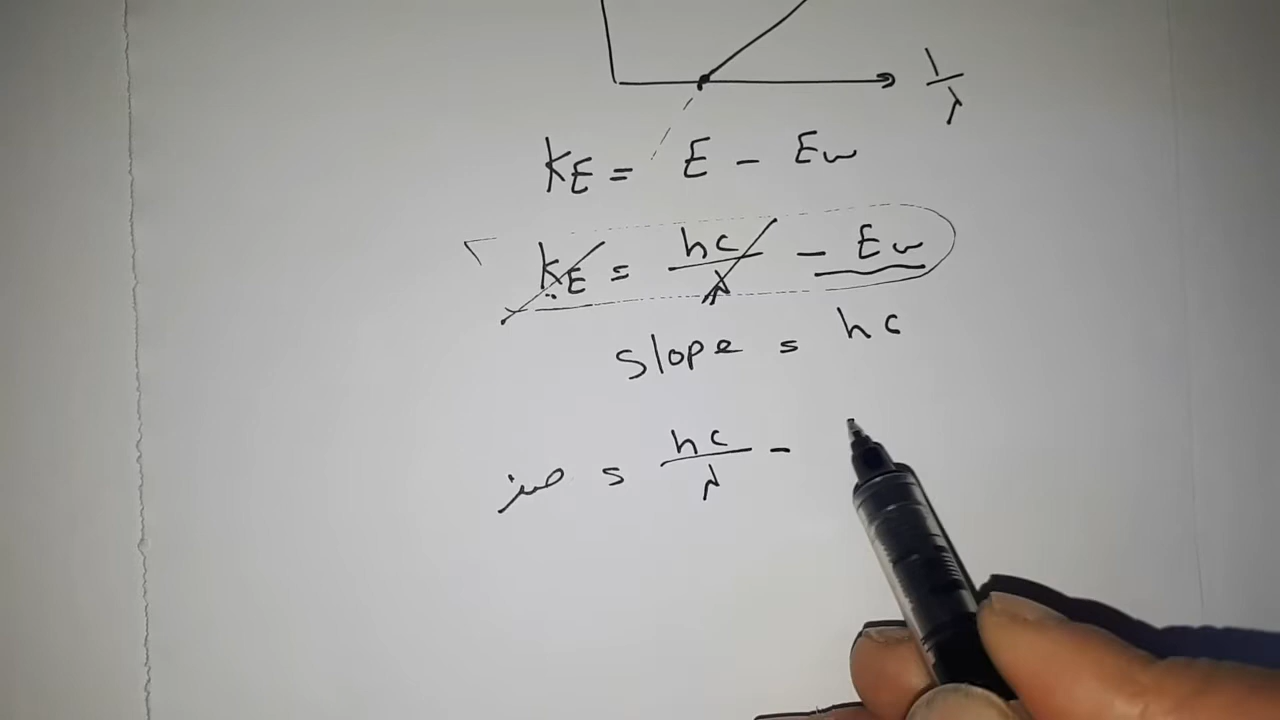 1/λ
KE = E - Ew
KE = hc/λ - Ew
slope = hc
صفر = hc/λ -